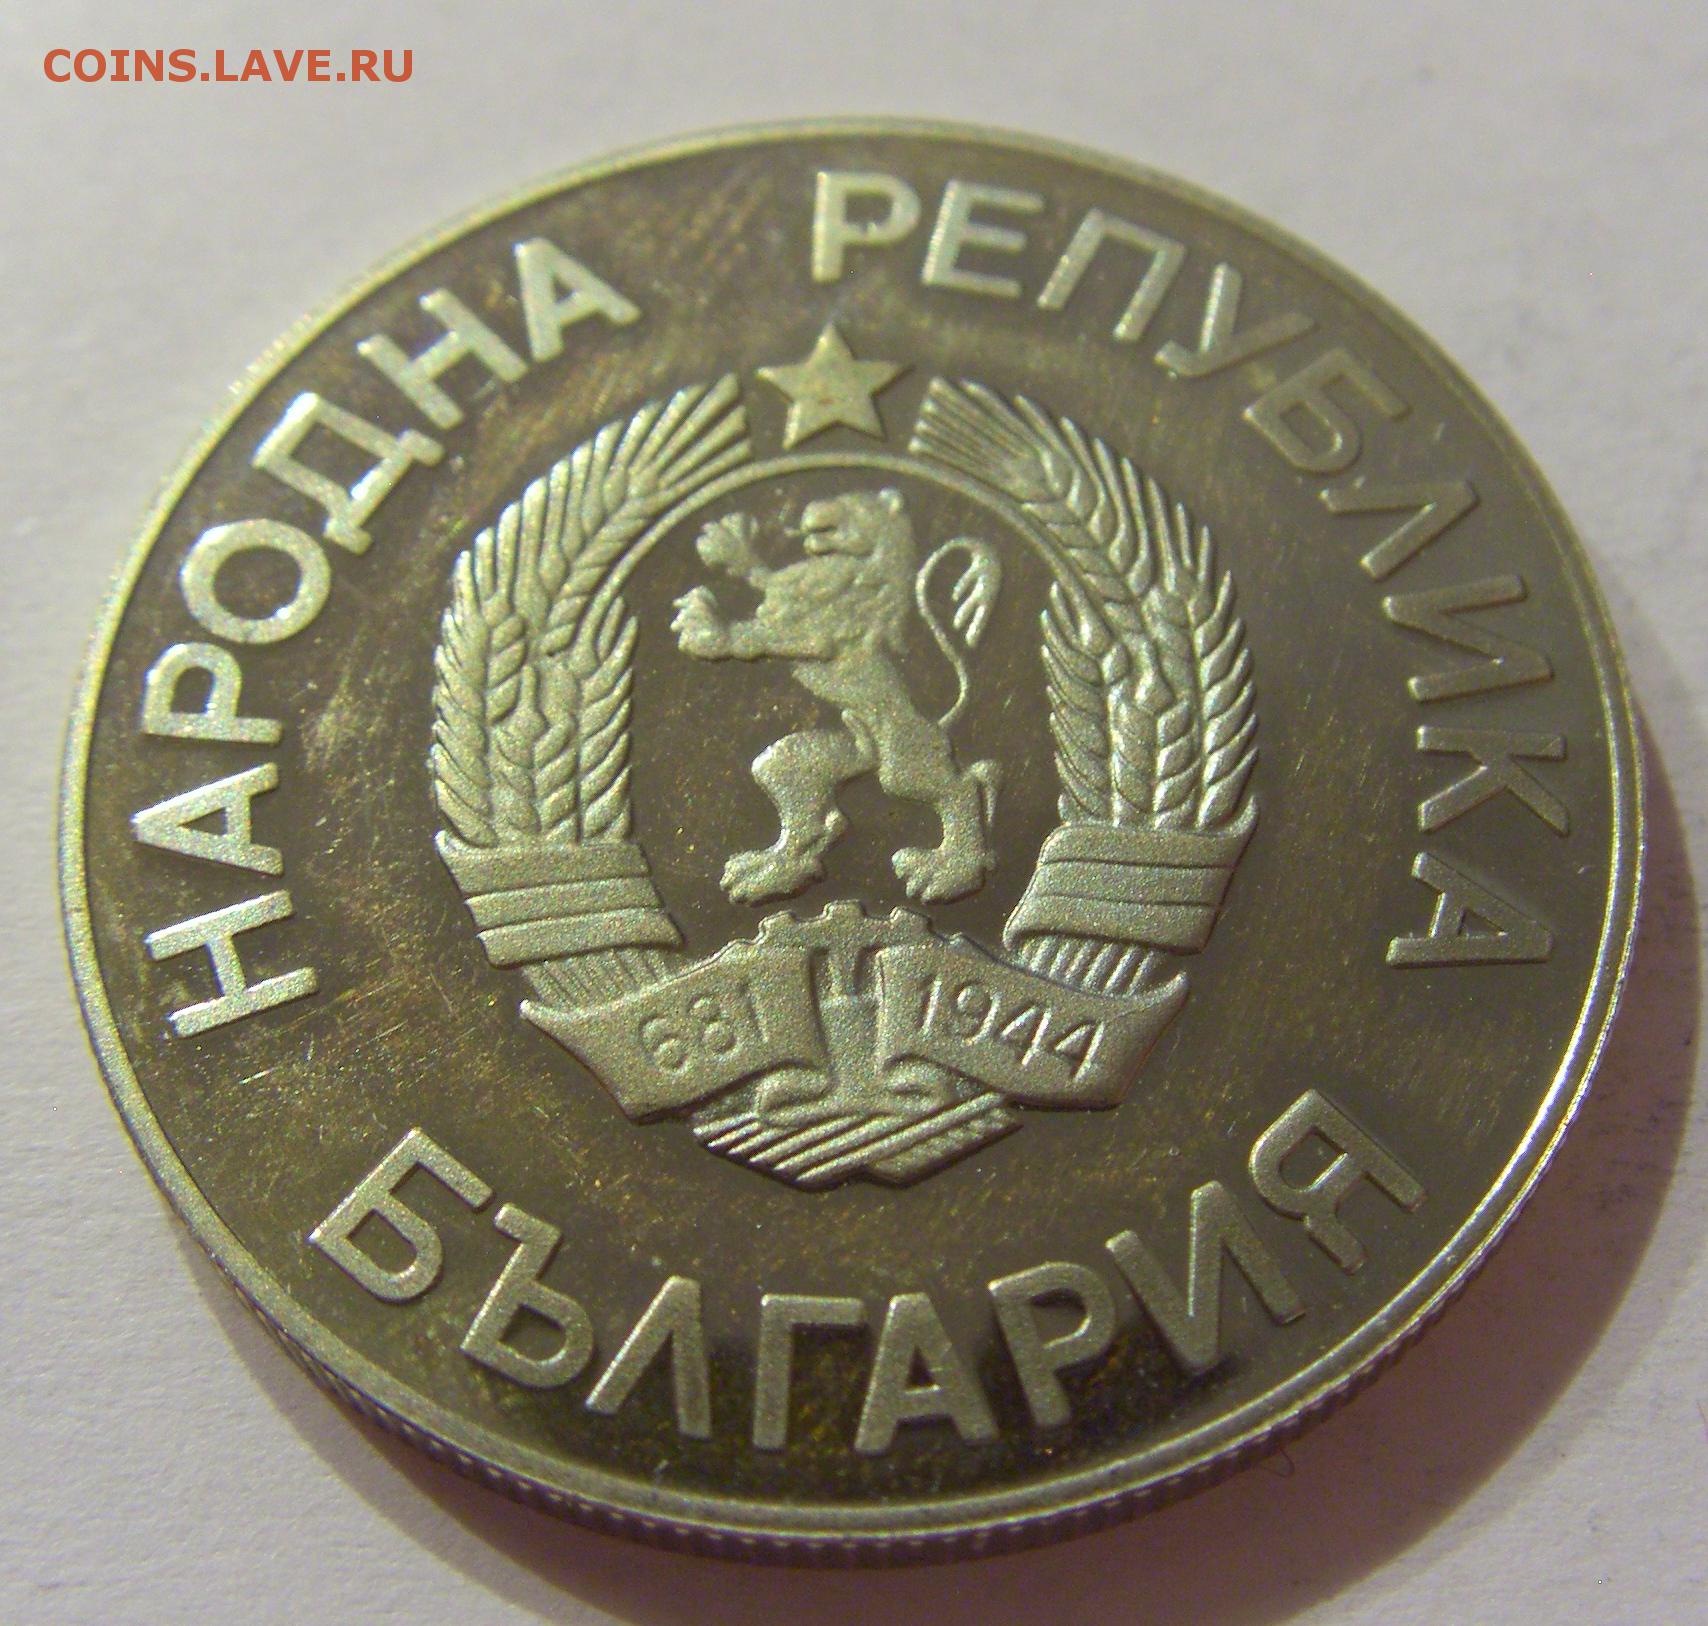 COINS.LAVE.RU
НАРОДНА РЕПУБЛИКА
681 1944
БЪЛГАРИЯ